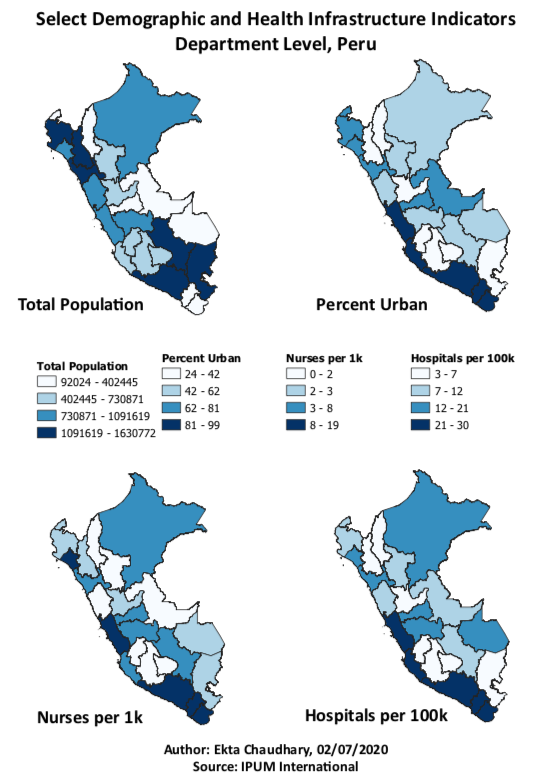 Select Demographic and Health Infrastructure Indicators
Department Level, Peru
Total Population
Percent Urban
Total Population
92024 - 402445
402445 - 730871
730871 - 1091619
1091619 - 1630772
Percent Urban
24 - 42
42 - 62
62 - 81
81 - 99
Nurses per 1k
0 - 2
2 - 3
3 - 8
8 - 19
Hospitals per 100k
3 - 7
7 - 12
12 - 21
21 - 30
Nurses per 1k
Hospitals per 100k
Author: Ekta Chaudhary, 02/07/2020
Source: IPUM International